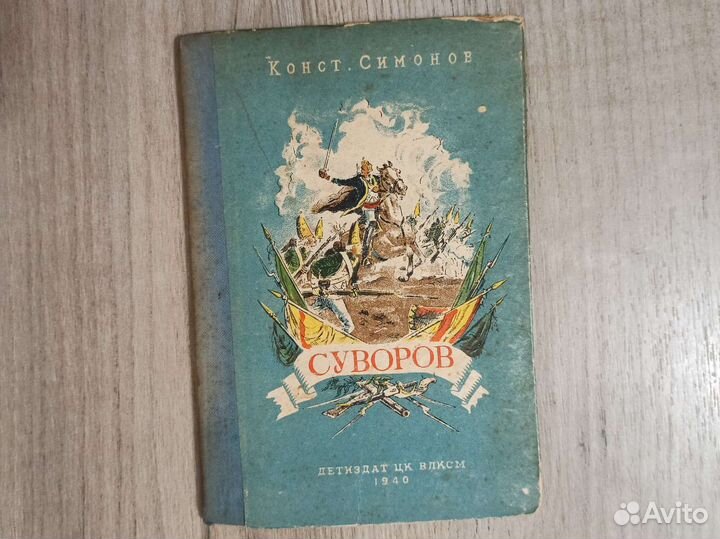 Конст. Симонов
СУВОРОВ
ДЕТИЗДАТ ЦК ВЛКСМ
1940
Avito